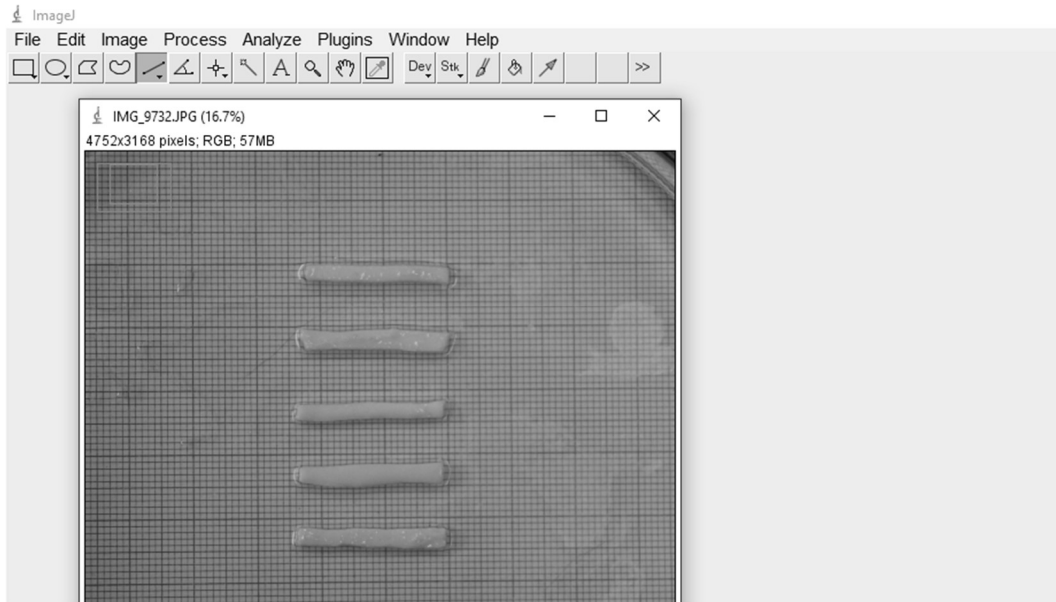 ImageJ
File Edit Image Process Analyze Plugins Window Help
A Dev Stk >>
IMG_9732.JPG (16.7%)
4752x3168 pixels; RGB; 57MB